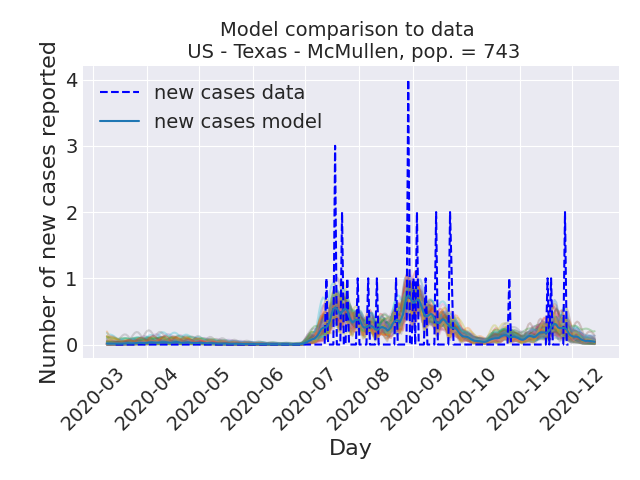 Model comparison to data
US - Texas - McMullen, pop. = 743
Number of new cases reported
4
3
2
1
0
new cases data
new cases model
2020-03
2020-04
2020-05
2020-06
2020-07
2020-08
2020-09
2020-10
2020-11
2020-12
Day